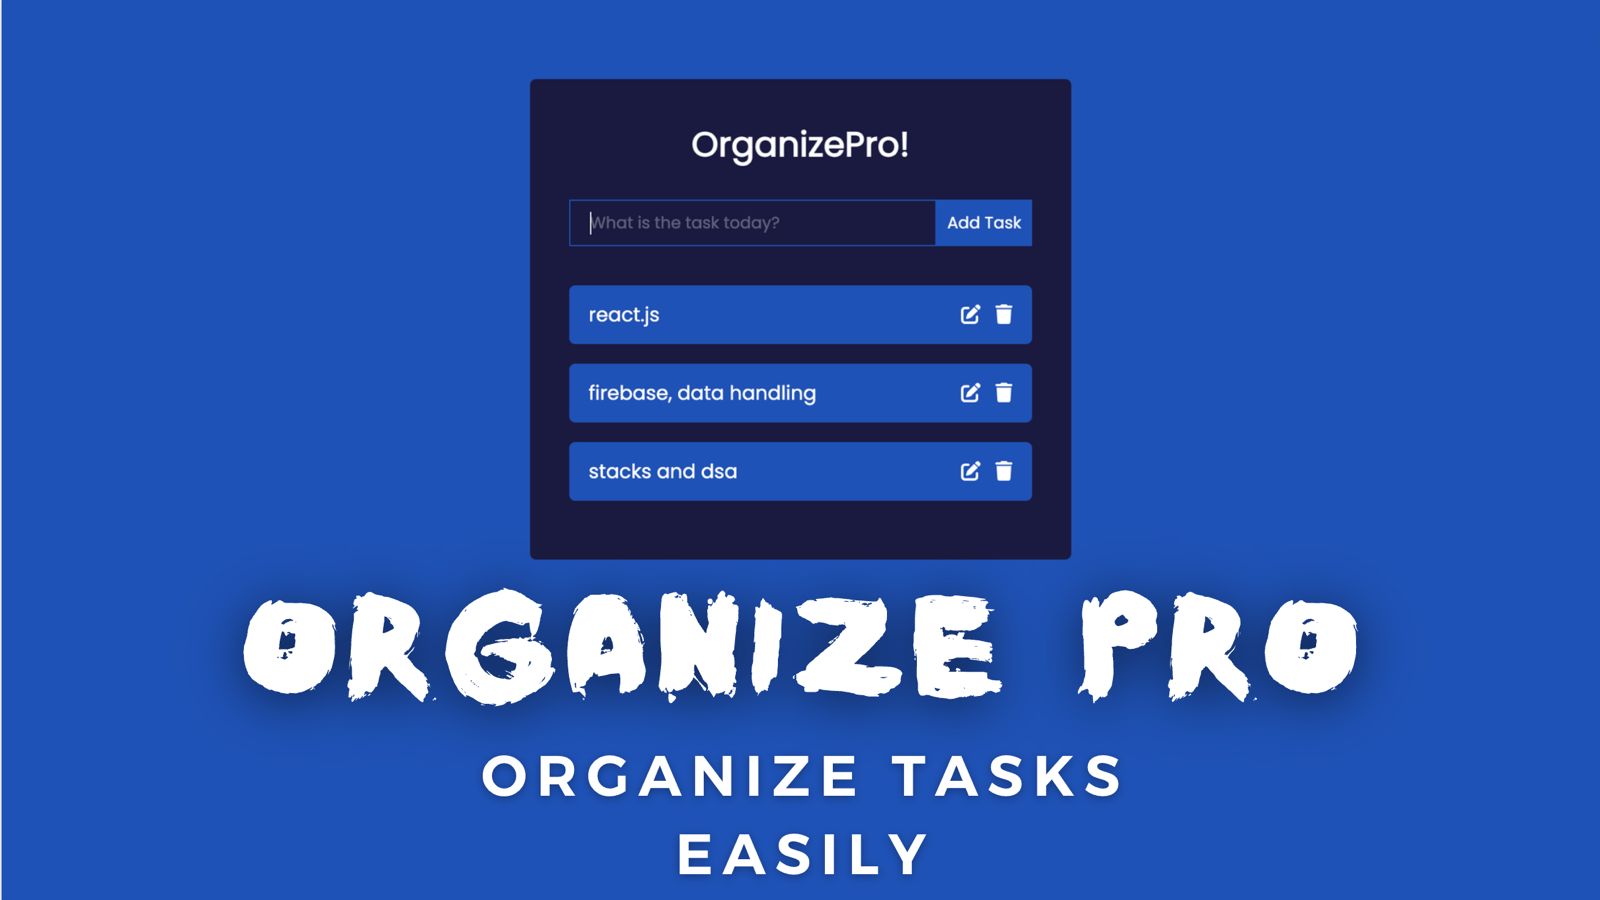 OrganizePro!
What is the task today? Add Task
react.js
firebase, data handling
stacks and dsa
ORGANIZE PRO
ORGANIZE TASKS
EASILY